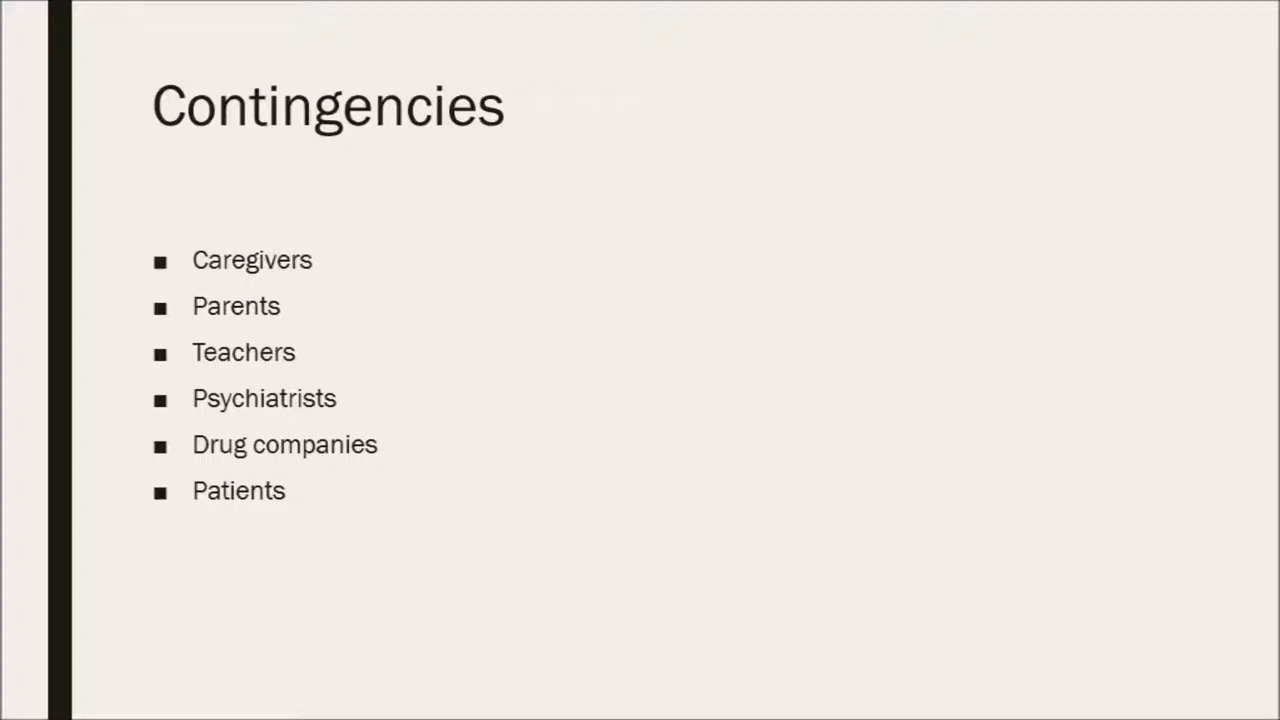 Contingencies
■ Caregivers
■ Parents
■ Teachers
■ Psychiatrists
■ Drug companies
■ Patients